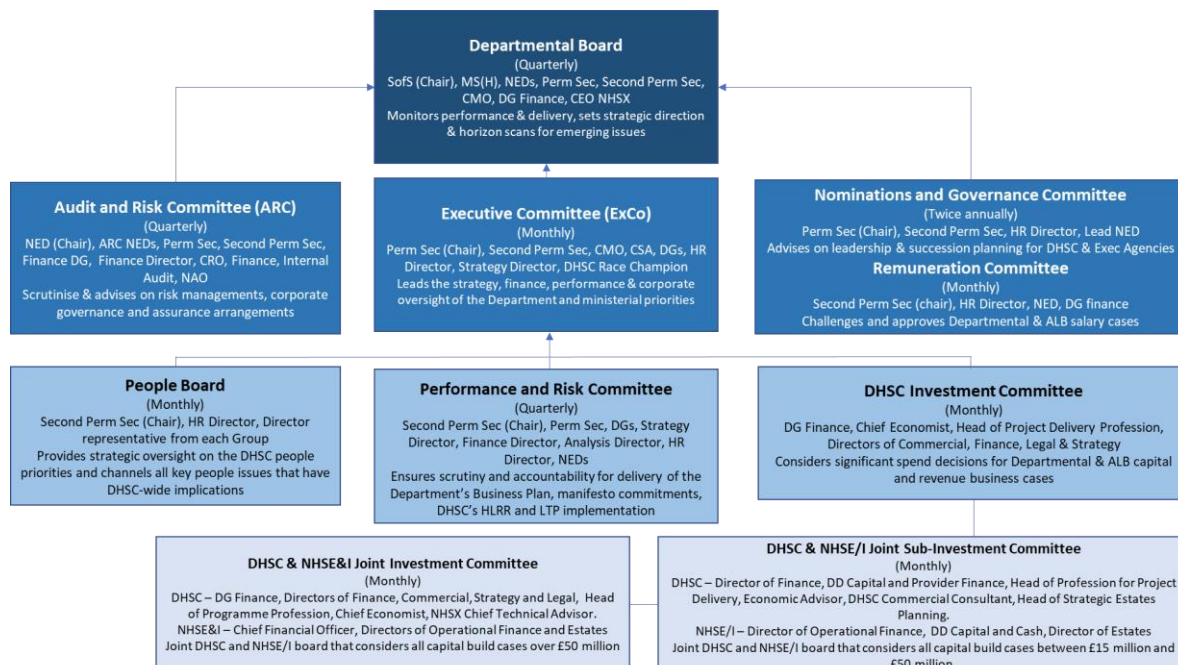 Departmental Board
(Quarterly)
SofS (Chair), MS(H), NEDs, Perm Sec, Second Perm Sec,
CMO, DG Finance, CEO NHSX
Monitors performance & delivery, sets strategic direction
& horizon scans for emerging issues
Audit and Risk Committee (ARC)
(Quarterly)
NED (Chair), ARC NEDs, Perm Sec, Second Perm Sec,
Finance DG, Finance Director, CRO, Finance, Internal
Audit, NAO
Scrutinise & advises on risk managements, corporate
governance and assurance arrangements
Executive Committee (ExCo)
(Monthly)
Perm Sec (Chair), Second Perm Sec, CMO, CSA, DGs, HR
Director, Strategy Director, DHSC Race Champion
Leads the strategy, finance, performance & corporate
oversight of the Department and ministerial priorities
Nominations and Governance Committee
(Twice annually)
Perm Sec (Chair), Second Perm Sec, HR Director, Lead NED
Advises on leadership & succession planning for DHSC & Exec Agencies
Remuneration Committee
(Monthly)
Second Perm Sec (chair), HR Director, NED, DG finance
Challenges and approves Departmental & ALB salary cases
People Board
(Monthly)
Second Perm Sec (Chair), HR Director, Director
representative from each Group
Provides strategic oversight on the DHSC people
priorities and channels all key people issues that have
DHSC-wide implications
Performance and Risk Committee
(Quarterly)
Second Perm Sec (Chair), Perm Sec, DGs, Strategy
Director, Finance Director, Analysis Director, HR
Director, NEDs
Ensures scrutiny and accountability for delivery of the
Department's Business Plan, manifesto commitments,
DHSC's HLRR and LTP implementation
DHSC Investment Committee
(Monthly)
DG Finance, Chief Economist, Head of Project Delivery Profession,
Directors of Commercial, Finance, Legal & Strategy
Considers significant spend decisions for Departmental & ALB capital
and revenue business cases
DHSC & NHSE&I Joint Investment Committee
(Monthly)
DHSC – DG Finance, Directors of Finance, Commercial, Strategy and Legal, Head
of Programme Profession, Chief Economist, NHSX Chief Technical Advisor.
NHSE&I – Chief Financial Officer, Directors of Operational Finance and Estates
Joint DHSC and NHSE/I board that considers all capital build cases over £50 million
DHSC & NHSE/I Joint Sub-Investment Committee
(Monthly)
DHSC – Director of Finance, DD Capital and Provider Finance, Head of Profession for Project
Delivery, Economic Advisor, DHSC Commercial Consultant, Head of Strategic Estates
Planning.
NHSE/I – Director of Operational Finance, DD Capital and Cash, Director of Estates
Joint DHSC and NHSE/I board that considers all capital build cases between £15 million and
£50 million